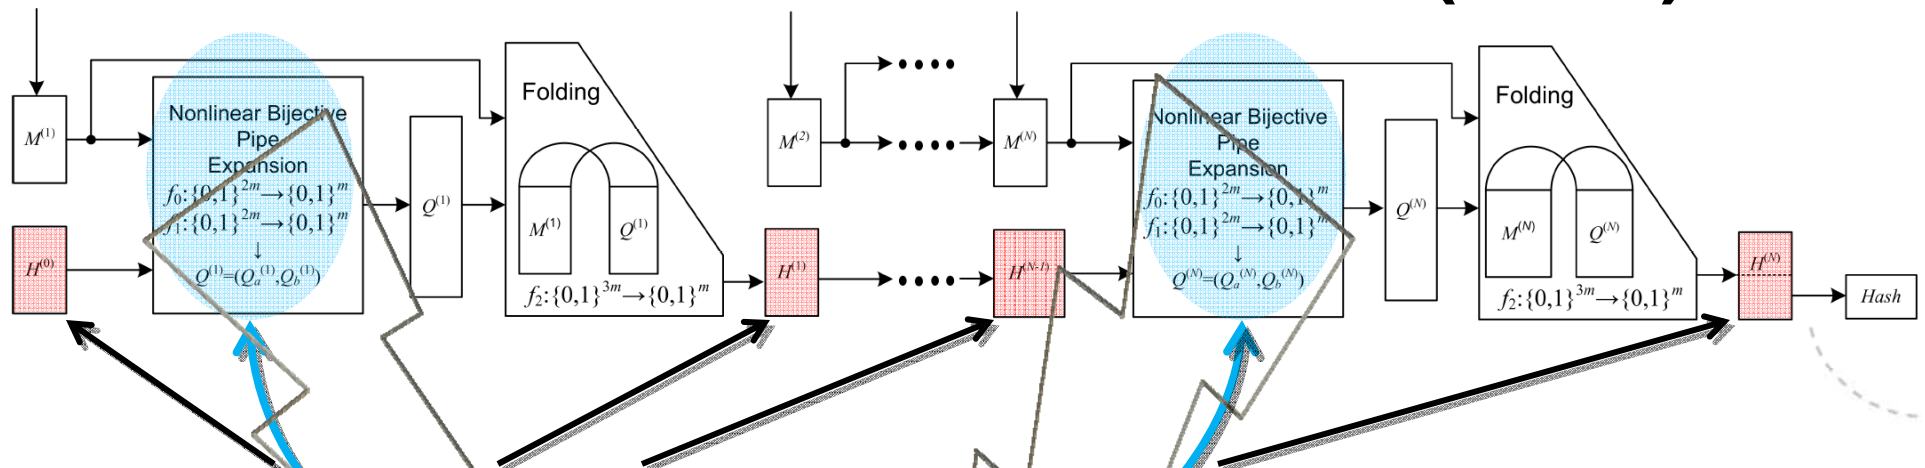 M⁽¹⁾
H⁽⁰⁾
Nonlinear Bijective
Pipe
Expansion
f₀:{0,1}²ᵐ→{0,1}ᵐ
f₁:{0,1}²ᵐ→{0,1}ᵐ
↓
Q⁽¹⁾=(Qₐ⁽¹⁾,Q_b⁽¹⁾)
Q⁽¹⁾
Folding
M⁽¹⁾
Q⁽¹⁾
f₂:{0,1}³ᵐ→{0,1}ᵐ
M⁽²⁾
H⁽¹⁾
M⁽ᴺ⁾
H⁽ᴺ⁻¹⁾
Nonlinear Bijective
Pipe
Expansion
f₀:{0,1}²ᵐ→{0,1}ᵐ
f₁:{0,1}²ᵐ→{0,1}ᵐ
↓
Q⁽ᴺ⁾=(Qₐ⁽ᴺ⁾,Q_b⁽ᴺ⁾)
Q⁽ᴺ⁾
Folding
M⁽ᴺ⁾
Q⁽ᴺ⁾
f₂:{0,1}³ᵐ→{0,1}ᵐ
H⁽ᴺ⁾
Hash